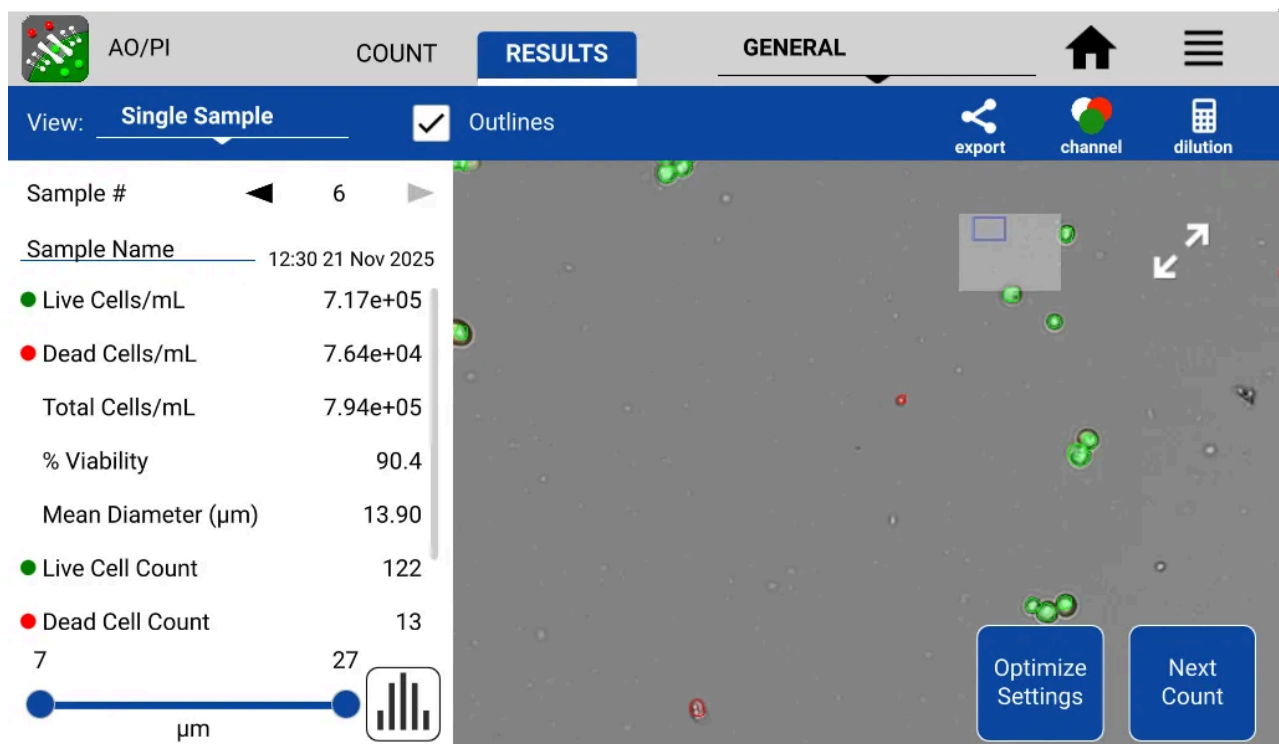 AO/PI COUNT RESULTS GENERAL
View: Single Sample Outlines export channel dilution
Sample # 6
Sample Name 12:30 21 Nov 2025
Live Cells/mL 7.17e+05
Dead Cells/mL 7.64e+04
Total Cells/mL 7.94e+05
% Viability 90.4
Mean Diameter (µm) 13.90
Live Cell Count 122
Dead Cell Count 13
7 27
µm
Optimize
Settings
Next
Count